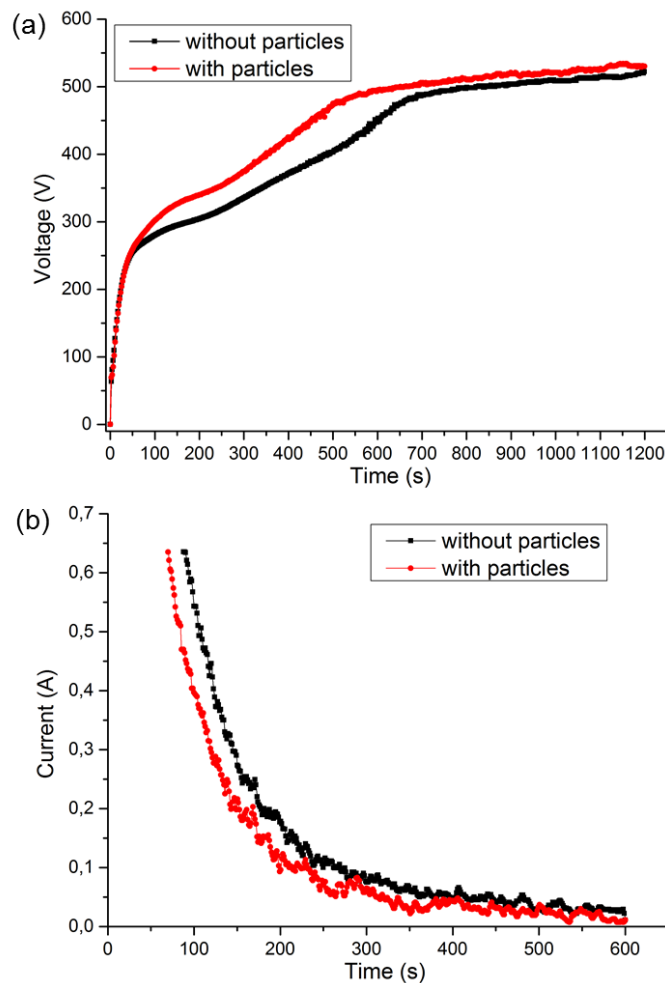 (a)
600
without particles
with particles
500
400
300
200
100
0
Voltage (V)
0 100 200 300 400 500 600 700 800 900 1000 1100 1200
Time (s)
(b)
0,7
without particles
with particles
0,6
0,5
0,4
0,3
0,2
0,1
0,0
Current (A)
0 100 200 300 400 500 600
Time (s)